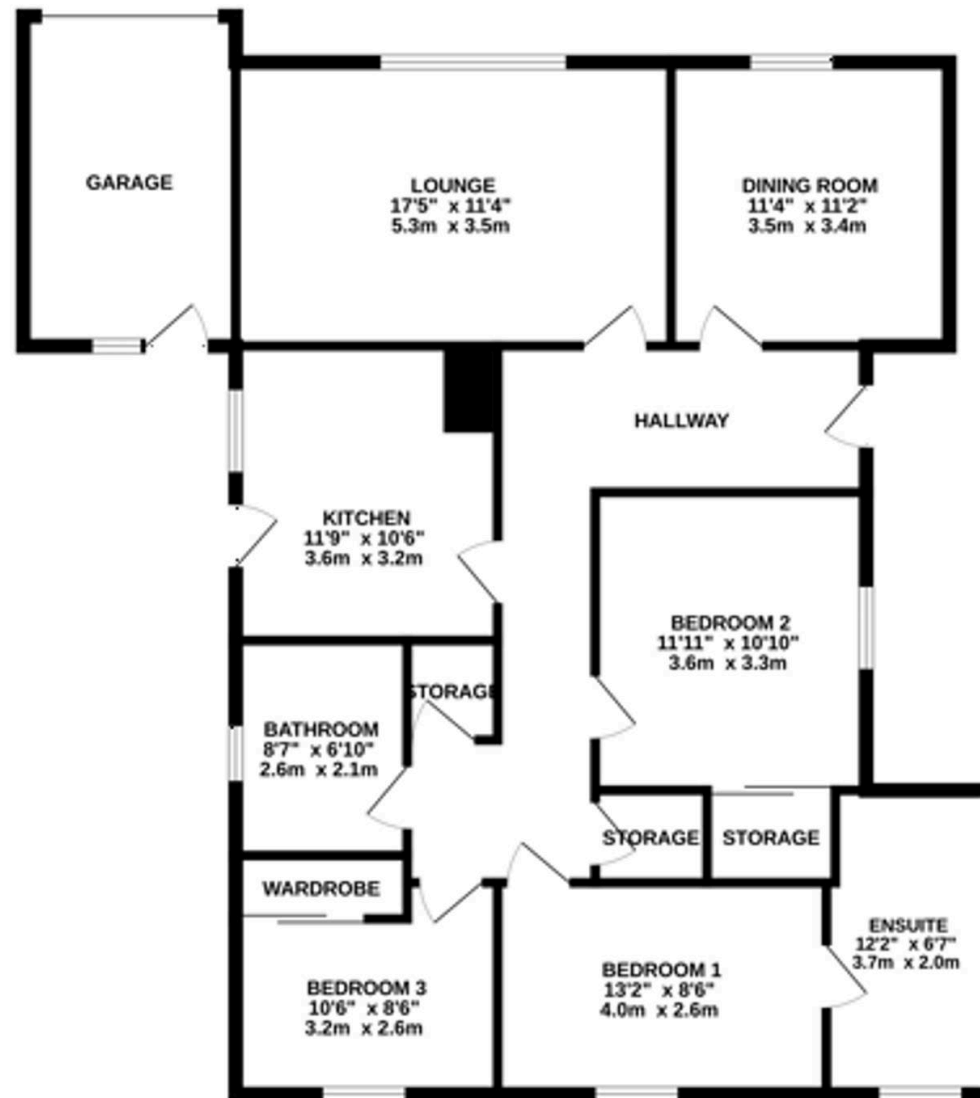 GARAGE
LOUNGE
17'5" x 11'4"
5.3m x 3.5m
DINING ROOM
11'4" x 11'2"
3.5m x 3.4m
HALLWAY
KITCHEN
11'9" x 10'6"
3.6m x 3.2m
BEDROOM 2
11'11" x 10'10"
3.6m x 3.3m
STORAGE
BATHROOM
8'7" x 6'10"
2.6m x 2.1m
STORAGE
STORAGE
WARDROBE
ENSUITE
12'2" x 6'7"
3.7m x 2.0m
BEDROOM 1
13'2" x 8'6"
4.0m x 2.6m
BEDROOM 3
10'6" x 8'6"
3.2m x 2.6m